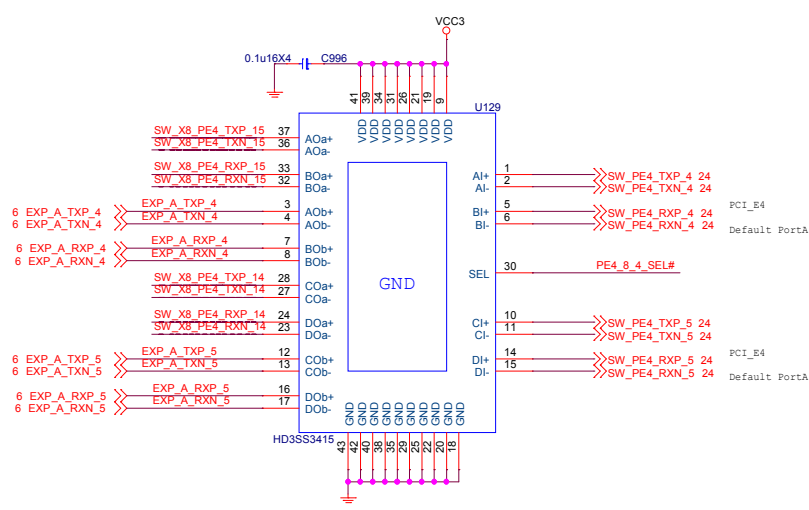 VCC3
0.1u16X4 C996
41 39 34 31 26 21 19 9
U129
VDD VDD VDD VDD VDD VDD VDD VDD
SW_X8_PE4_TXP_15 37 AOa+
SW_X8_PE4_TXN_15 36 AOa-
SW_X8_PE4_RXP_15 33 BOa+
SW_X8_PE4_RXN_15 32 BOa-
AI+ 1 SW_PE4_TXP_4 24
AI- 2 SW_PE4_TXN_4 24
6 EXP_A_TXP_4 EXP_A_TXP_4 3 AOb+
6 EXP_A_TXN_4 EXP_A_TXN_4 4 AOb-
BI+ 5 SW_PE4_RXP_4 24
BI- 6 SW_PE4_RXN_4 24
PCI_E4
Default PortA
6 EXP_A_RXP_4 EXP_A_RXP_4 7 BOb+
6 EXP_A_RXN_4 EXP_A_RXN_4 8 BOb-
SEL 30 PE4_8_4_SEL#
SW_X8_PE4_TXP_14 28 COa+
SW_X8_PE4_TXN_14 27 COa-
GND
SW_X8_PE4_RXP_14 24 DOa+
SW_X8_PE4_RXN_14 23 DOa-
CI+ 10 SW_PE4_TXP_5 24
CI- 11 SW_PE4_TXN_5 24
6 EXP_A_TXP_5 EXP_A_TXP_5 12 COb+
6 EXP_A_TXN_5 EXP_A_TXN_5 13 COb-
DI+ 14 SW_PE4_RXP_5 24
DI- 15 SW_PE4_RXN_5 24
PCI_E4
Default PortA
6 EXP_A_RXP_5 EXP_A_RXP_5 16 DOb+
6 EXP_A_RXN_5 EXP_A_RXN_5 17 DOb-
GND GND GND GND GND GND GND GND GND GND
HD3SS3415
43 42 40 38 35 29 25 22 20 18